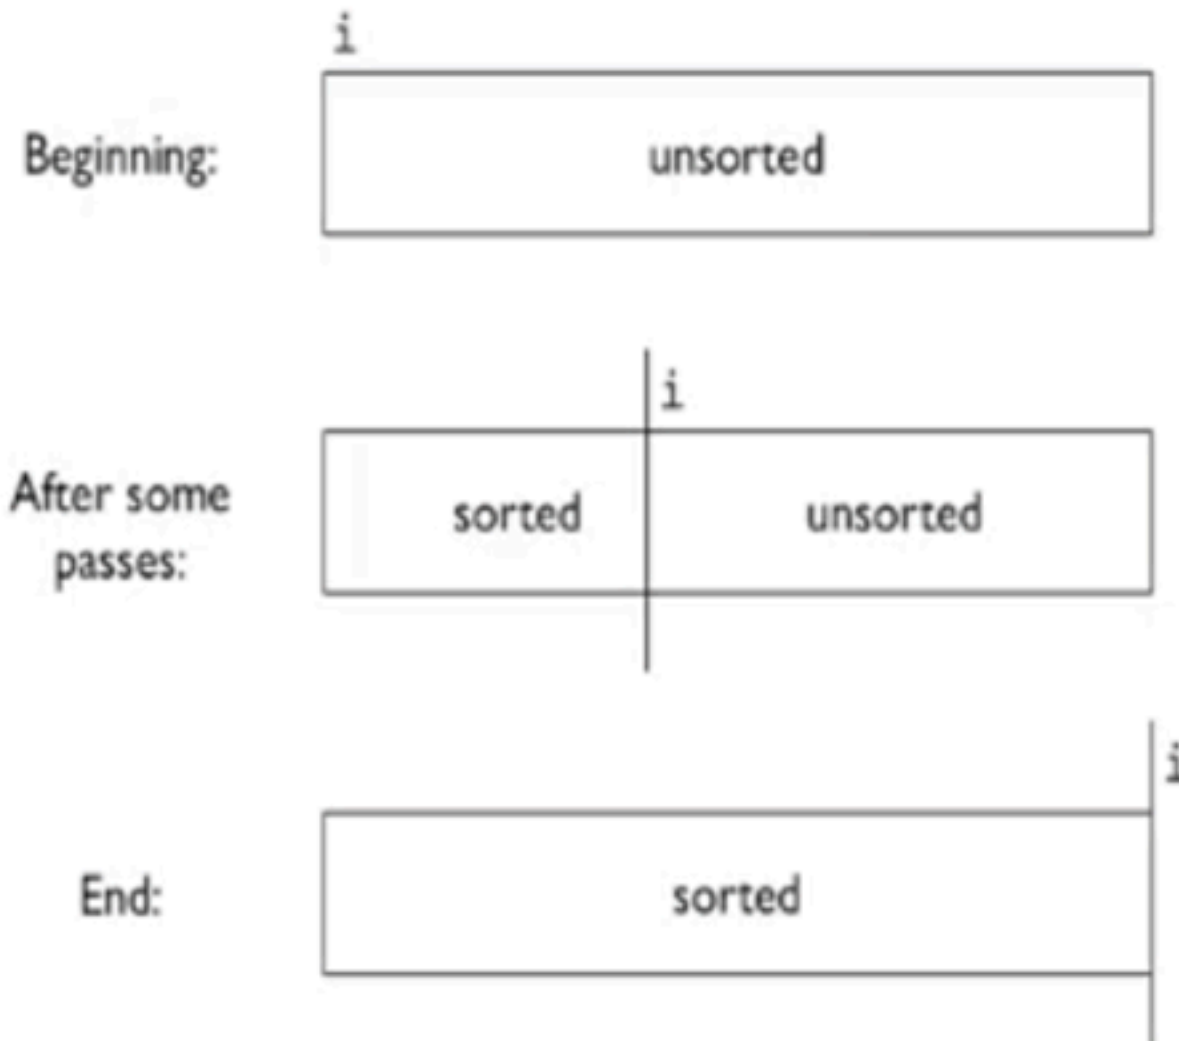 i
Beginning:
unsorted
i
After some
passes:
sorted
unsorted
i
End:
sorted